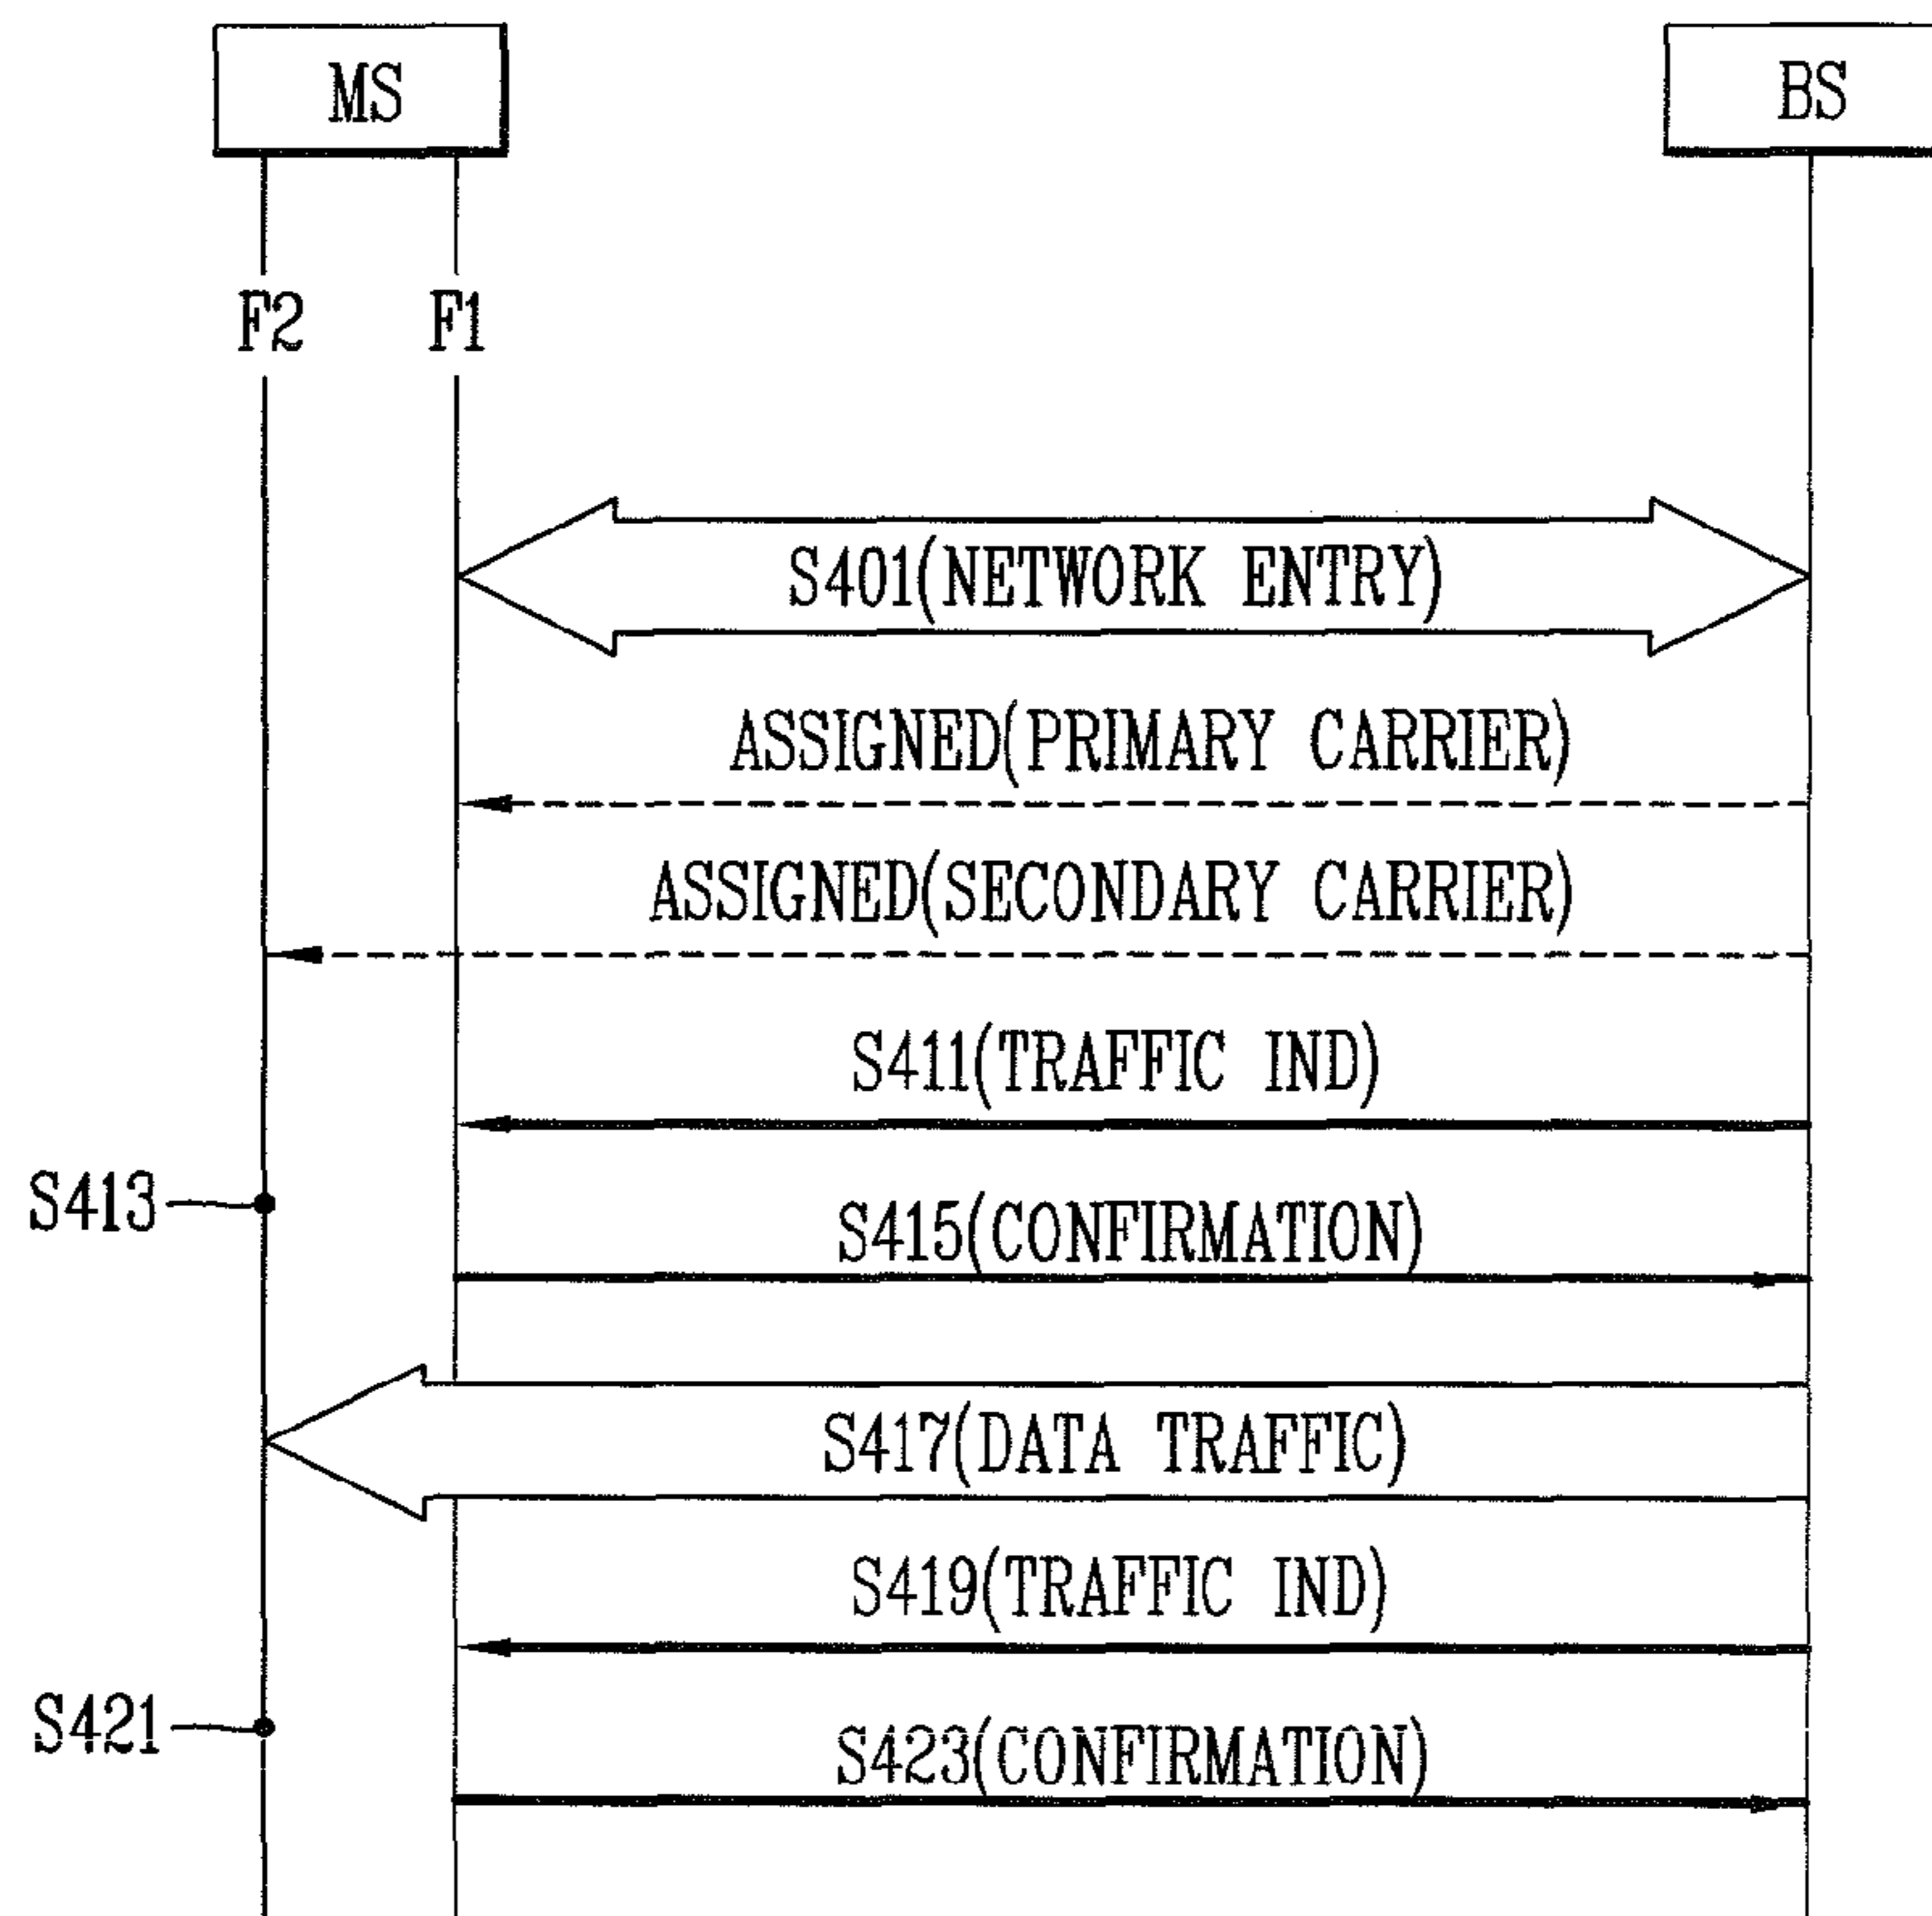 MS
BS
F2
F1
S401(NETWORK ENTRY)
ASSIGNED(PRIMARY CARRIER)
ASSIGNED(SECONDARY CARRIER)
S411(TRAFFIC IND)
S413
S415(CONFIRMATION)
S417(DATA TRAFFIC)
S419(TRAFFIC IND)
S421
S423(CONFIRMATION)